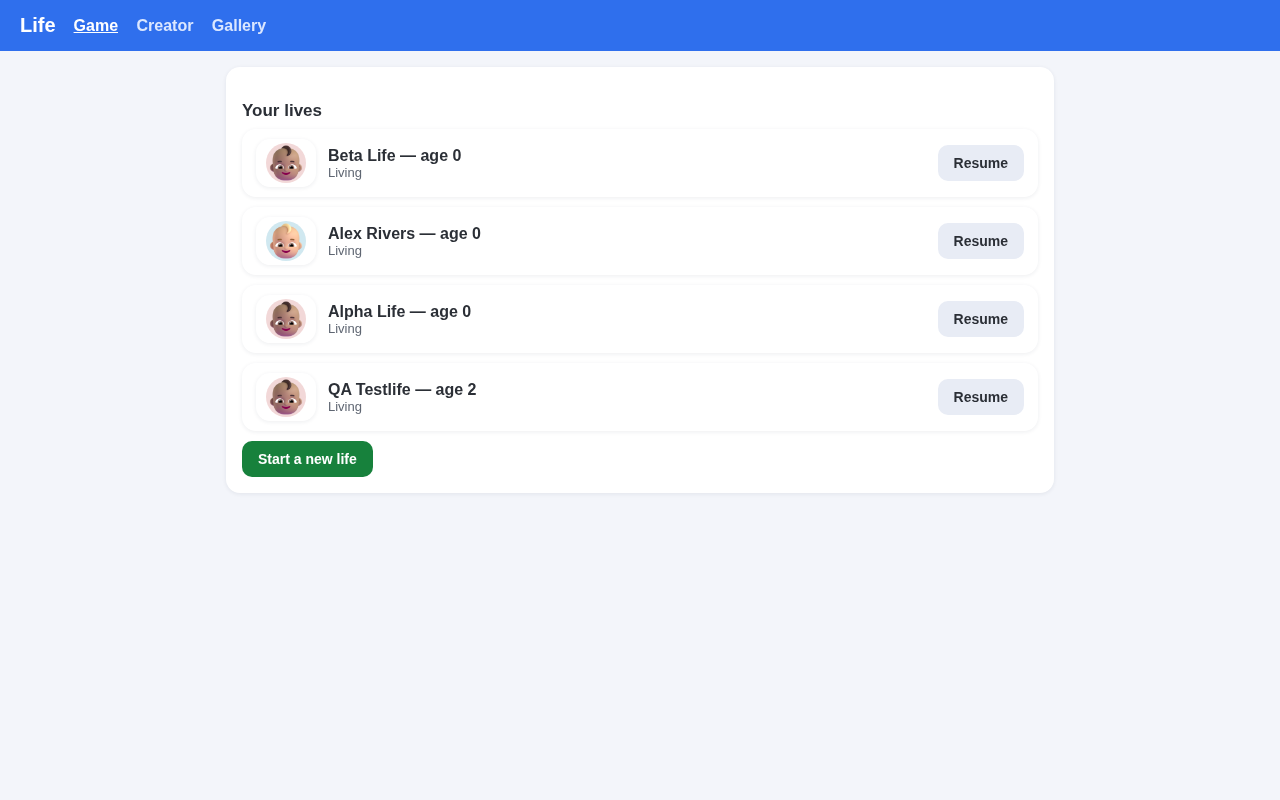 Life Game Creator Gallery
Your lives
Beta Life — age 0
Living
Resume
Alex Rivers — age 0
Living
Resume
Alpha Life — age 0
Living
Resume
QA Testlife — age 2
Living
Resume
Start a new life